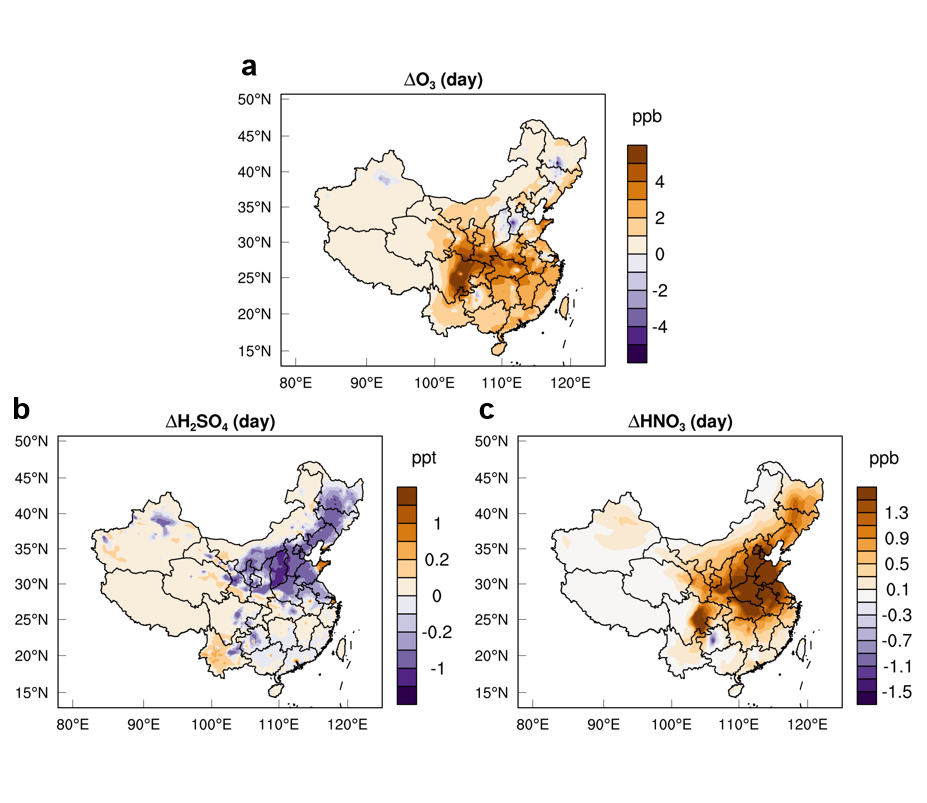 a
ΔO₃ (day)
50°N
45°N
40°N
35°N
30°N
25°N
20°N
15°N
80°E 90°E 100°E 110°E 120°E
ppb
4
2
0
-2
-4
b
ΔH₂SO₄ (day)
50°N
45°N
40°N
35°N
30°N
25°N
20°N
15°N
80°E 90°E 100°E 110°E 120°E
ppt
1
0.2
0
-0.2
-1
c
ΔHNO₃ (day)
50°N
45°N
40°N
35°N
30°N
25°N
20°N
15°N
80°E 90°E 100°E 110°E 120°E
ppb
1.3
0.9
0.5
0.1
-0.3
-0.7
-1.1
-1.5